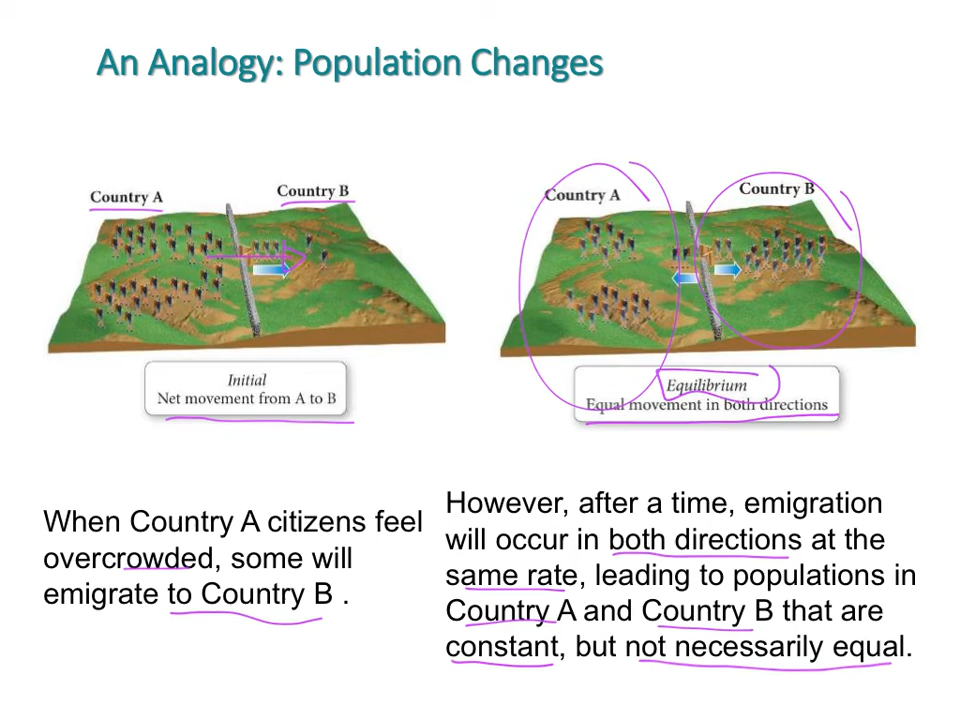 An Analogy: Population Changes
Country A
Country B
Country A
Country B
Initial
Net movement from A to B
Equilibrium
Equal movement in both directions
When Country A citizens feel
overcrowded, some will
emigrate to Country B .
However, after a time, emigration
will occur in both directions at the
same rate, leading to populations in
Country A and Country B that are
constant, but not necessarily equal.